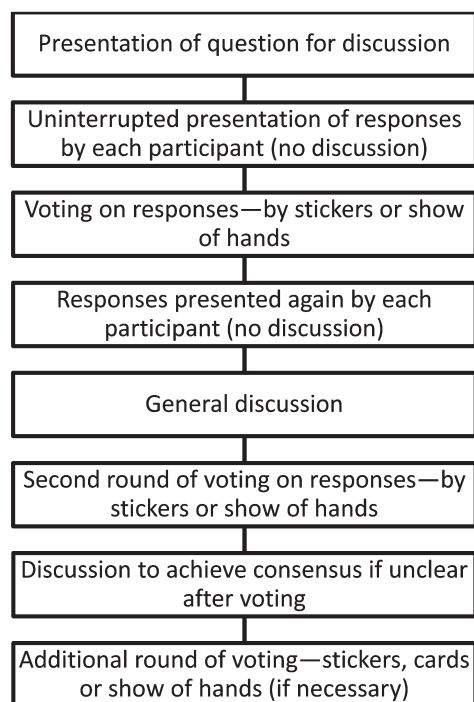 Presentation of question for discussion
Uninterrupted presentation of responses
by each participant (no discussion)
Voting on responses—by stickers or show
of hands
Responses presented again by each
participant (no discussion)
General discussion
Second round of voting on responses—by
stickers or show of hands
Discussion to achieve consensus if unclear
after voting
Additional round of voting—stickers, cards
or show of hands (if necessary)